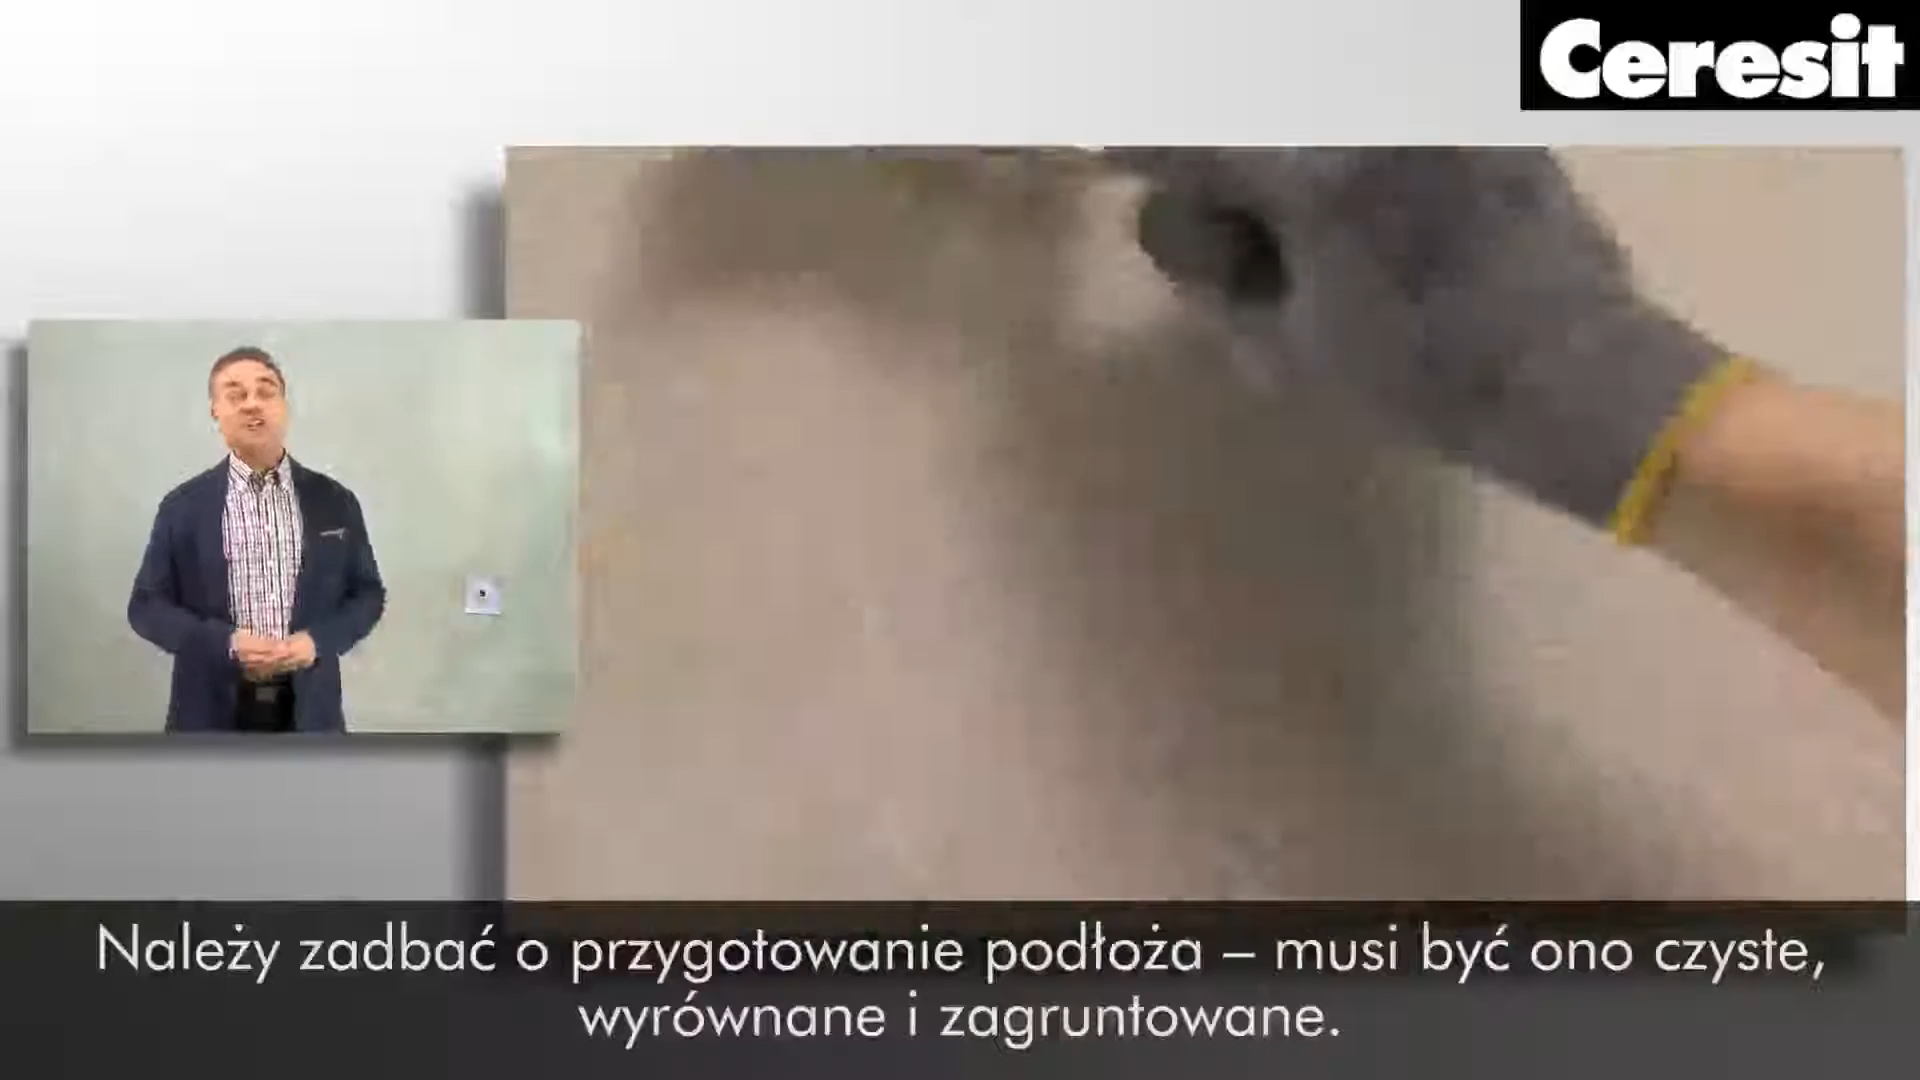 Ceresit
Należy zadbać o przygotowanie podłoża – musi być ono czyste,
wyrównane i zagruntowane.